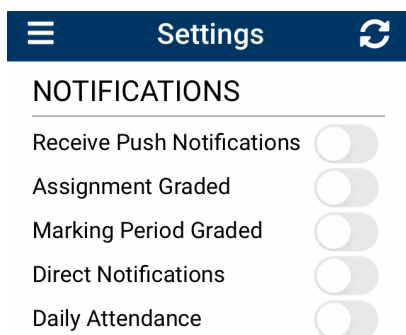 Settings
NOTIFICATIONS
Receive Push Notifications
Assignment Graded
Marking Period Graded
Direct Notifications
Daily Attendance